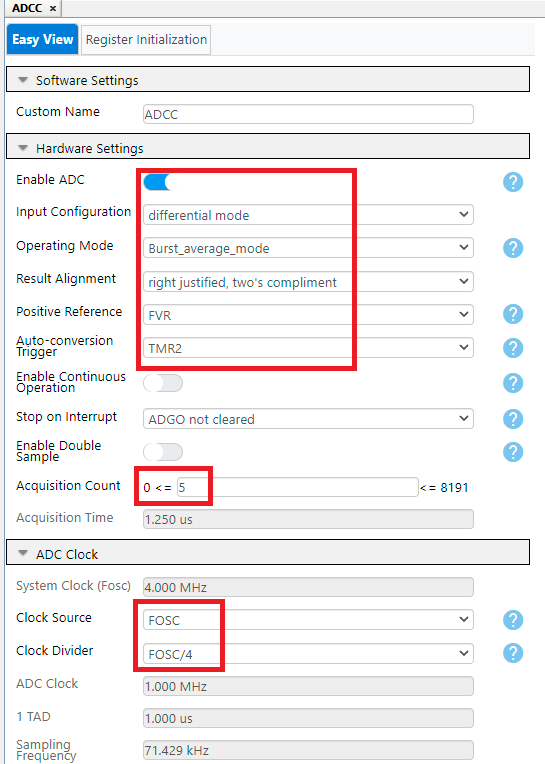 ADCC ×
Easy View Register Initialization
Software Settings
Custom Name ADCC
Hardware Settings
Enable ADC ?
Input Configuration differential mode
Operating Mode Burst_average_mode ?
Result Alignment right justified, two's compliment
Positive Reference FVR ?
Auto-conversion
Trigger TMR2 ?
Enable Continuous
Operation ?
Stop on Interrupt ADGO not cleared ?
Enable Double
Sample ?
Acquisition Count 0 <= 5 <= 8191
Acquisition Time 1.250 us
ADC Clock
System Clock (Fosc) 4.000 MHz
Clock Source FOSC ?
Clock Divider FOSC/4 ?
ADC Clock 1.000 MHz
1 TAD 1.000 us
Sampling
Frequency 71.429 kHz